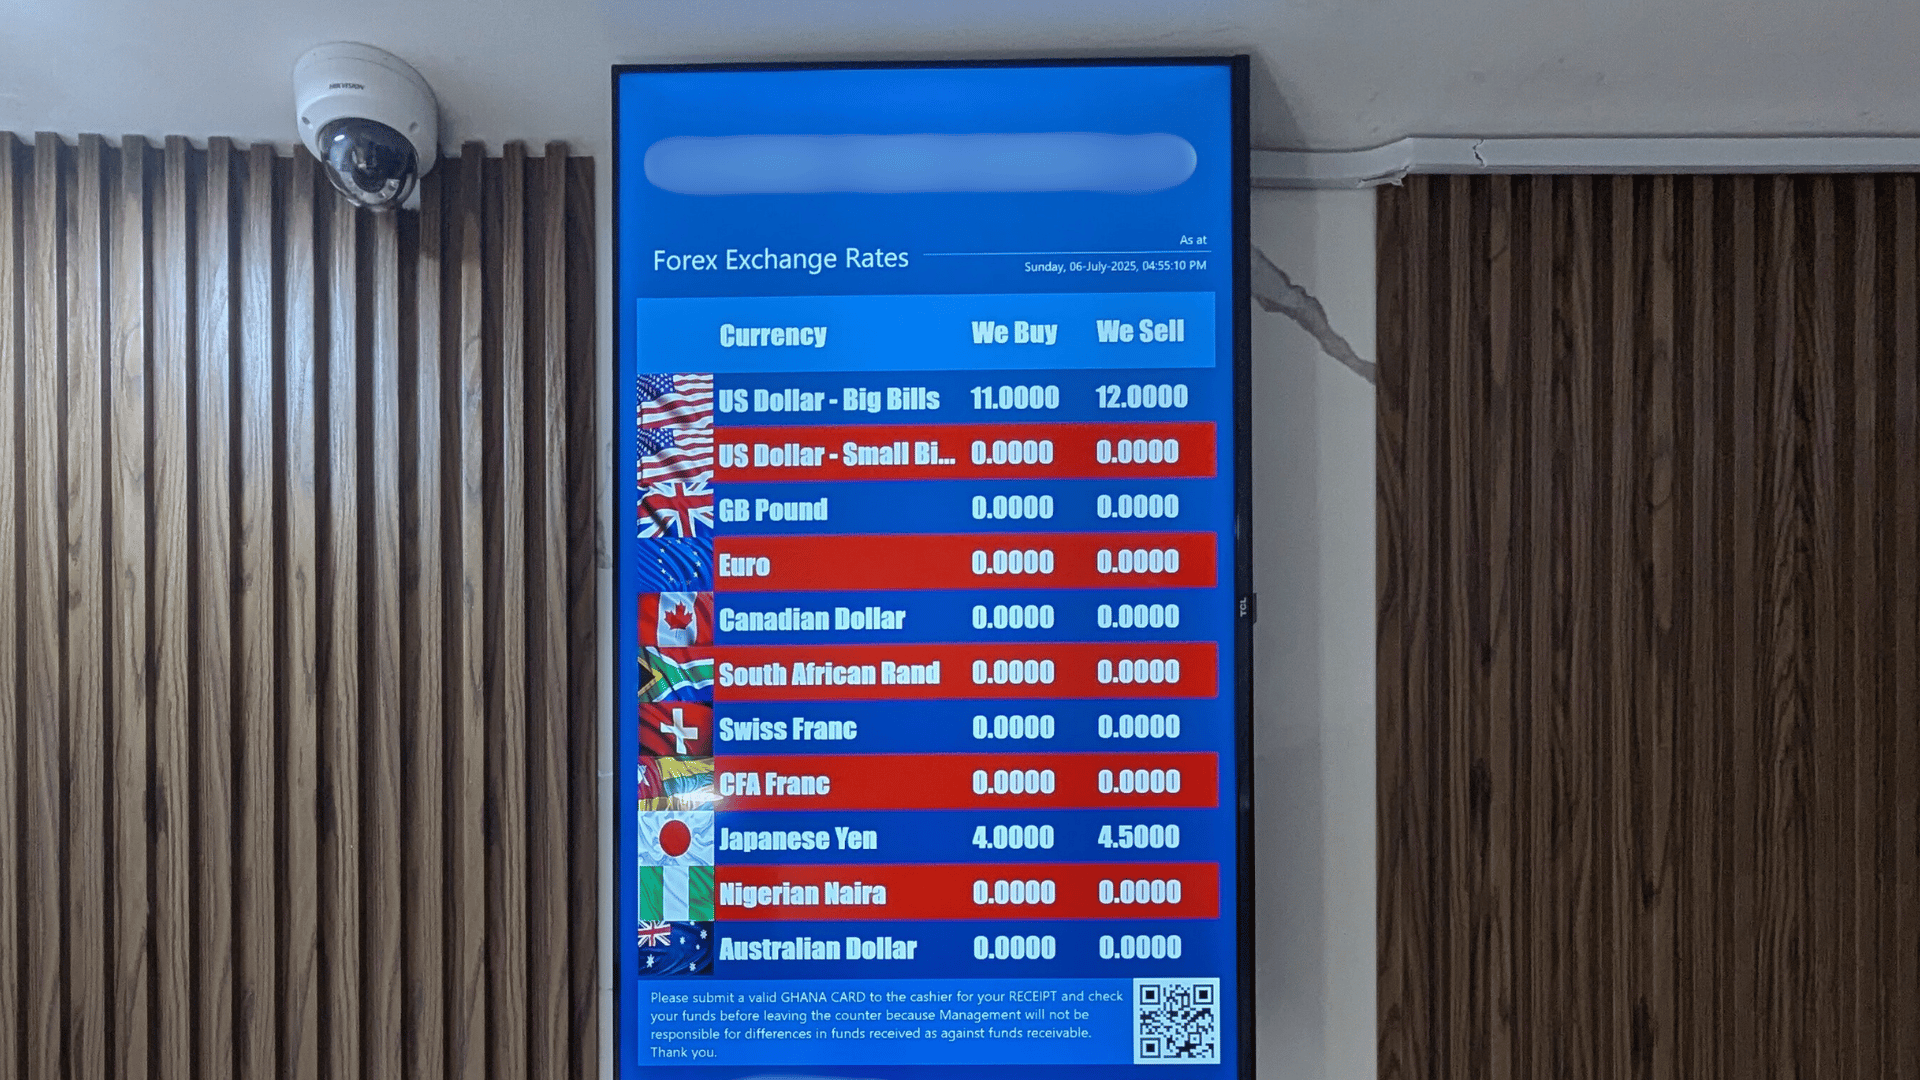 HIKVISION
As at
Forex Exchange Rates
Sunday, 06-July-2025, 04:55:10 PM
Currency We Buy We Sell
US Dollar - Big Bills 11.0000 12.0000
US Dollar - Small Bi... 0.0000 0.0000
GB Pound 0.0000 0.0000
Euro 0.0000 0.0000
Canadian Dollar 0.0000 0.0000
TCL
South African Rand 0.0000 0.0000
Swiss Franc 0.0000 0.0000
CFA Franc 0.0000 0.0000
Japanese Yen 4.0000 4.5000
Nigerian Naira 0.0000 0.0000
Australian Dollar 0.0000 0.0000
Please submit a valid GHANA CARD to the cashier for your RECEIPT and check
your funds before leaving the counter because Management will not be
responsible for differences in funds received as against funds receivable.
Thank you.